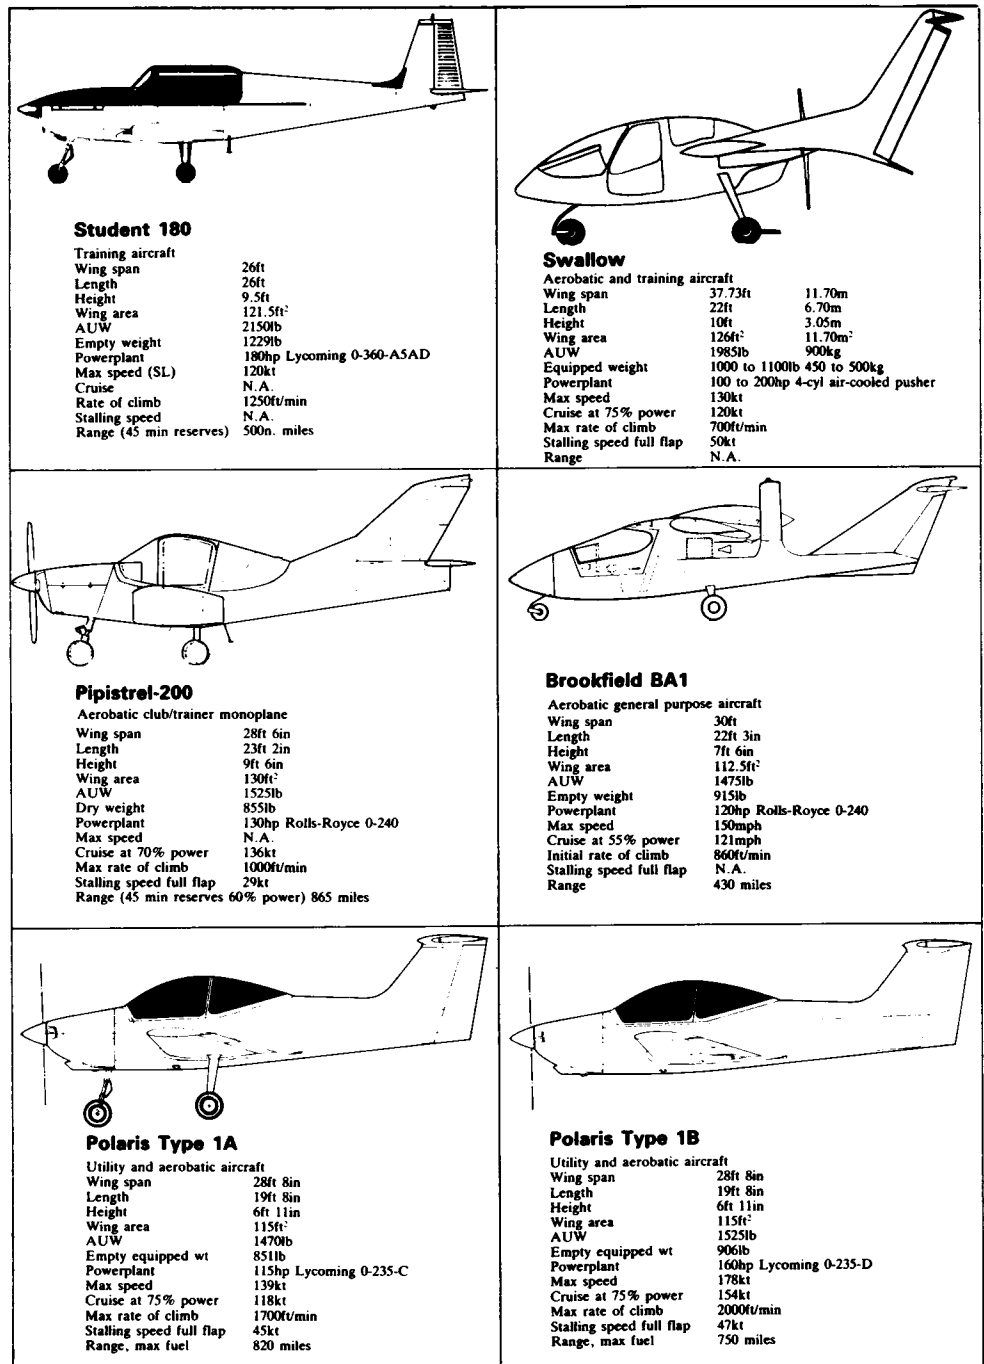 Student 180
Training aircraft
Wing span 26ft
Length 26ft
Height 9.5ft
Wing area 121.5ft²
AUW 2150lb
Empty weight 1229lb
Powerplant 180hp Lycoming 0-360-A5AD
Max speed (SL) 120kt
Cruise N.A.
Rate of climb 1250ft/min
Stalling speed N.A.
Range (45 min reserves) 500n. miles
Swallow
Aerobatic and training aircraft
Wing span 37.73ft 11.70m
Length 22ft 6.70m
Height 10ft 3.05m
Wing area 126ft² 11.70m²
AUW 1985lb 900kg
Equipped weight 1000 to 1100lb 450 to 500kg
Powerplant 100 to 200hp 4-cyl air-cooled pusher
Max speed 130kt
Cruise at 75% power 120kt
Max rate of climb 700ft/min
Stalling speed full flap 50kt
Range N.A.
Pipistrel-200
Aerobatic club/trainer monoplane
Wing span 28ft 6in
Length 23ft 2in
Height 9ft 6in
Wing area 130ft²
AUW 1525lb
Dry weight 855lb
Powerplant 130hp Rolls-Royce 0-240
Max speed N.A.
Cruise at 70% power 136kt
Max rate of climb 1000ft/min
Stalling speed full flap 29kt
Range (45 min reserves 60% power) 865 miles
Brookfield BA1
Aerobatic general purpose aircraft
Wing span 30ft
Length 22ft 3in
Height 7ft 6in
Wing area 112.5ft²
AUW 1475lb
Empty weight 915lb
Powerplant 120hp Rolls-Royce 0-240
Max speed 150mph
Cruise at 55% power 121mph
Initial rate of climb 860ft/min
Stalling speed full flap N.A.
Range 430 miles
Polaris Type 1A
Utility and aerobatic aircraft
Wing span 28ft 8in
Length 19ft 8in
Height 6ft 11in
Wing area 115ft²
AUW 1470lb
Empty equipped wt 851lb
Powerplant 115hp Lycoming 0-235-C
Max speed 139kt
Cruise at 75% power 118kt
Max rate of climb 1700ft/min
Stalling speed full flap 45kt
Range, max fuel 820 miles
Polaris Type 1B
Utility and aerobatic aircraft
Wing span 28ft 8in
Length 19ft 8in
Height 6ft 11in
Wing area 115ft²
AUW 1525lb
Empty equipped wt 906lb
Powerplant 160hp Lycoming 0-235-D
Max speed 178kt
Cruise at 75% power 154kt
Max rate of climb 2000ft/min
Stalling speed full flap 47kt
Range, max fuel 750 miles